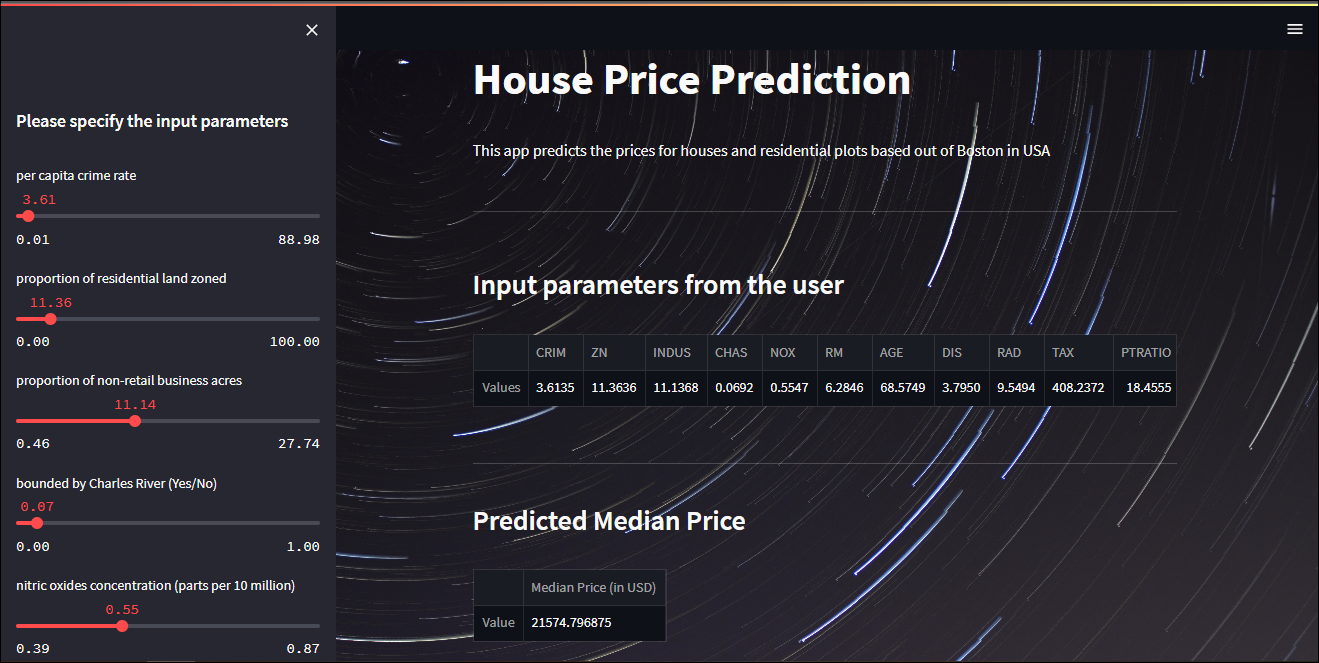 Please specify the input parameters
per capita crime rate
3.61
0.01 88.98
proportion of residential land zoned
11.36
0.00 100.00
proportion of non-retail business acres
11.14
0.46 27.74
bounded by Charles River (Yes/No)
0.07
0.00 1.00
nitric oxides concentration (parts per 10 million)
0.55
0.39 0.87
House Price Prediction
This app predicts the prices for houses and residential plots based out of Boston in USA
Input parameters from the user
CRIM ZN INDUS CHAS NOX RM AGE DIS RAD TAX PTRATIO
Values 3.6135 11.3636 11.1368 0.0692 0.5547 6.2846 68.5749 3.7950 9.5494 408.2372 18.4555
Predicted Median Price
Median Price (in USD)
Value 21574.796875